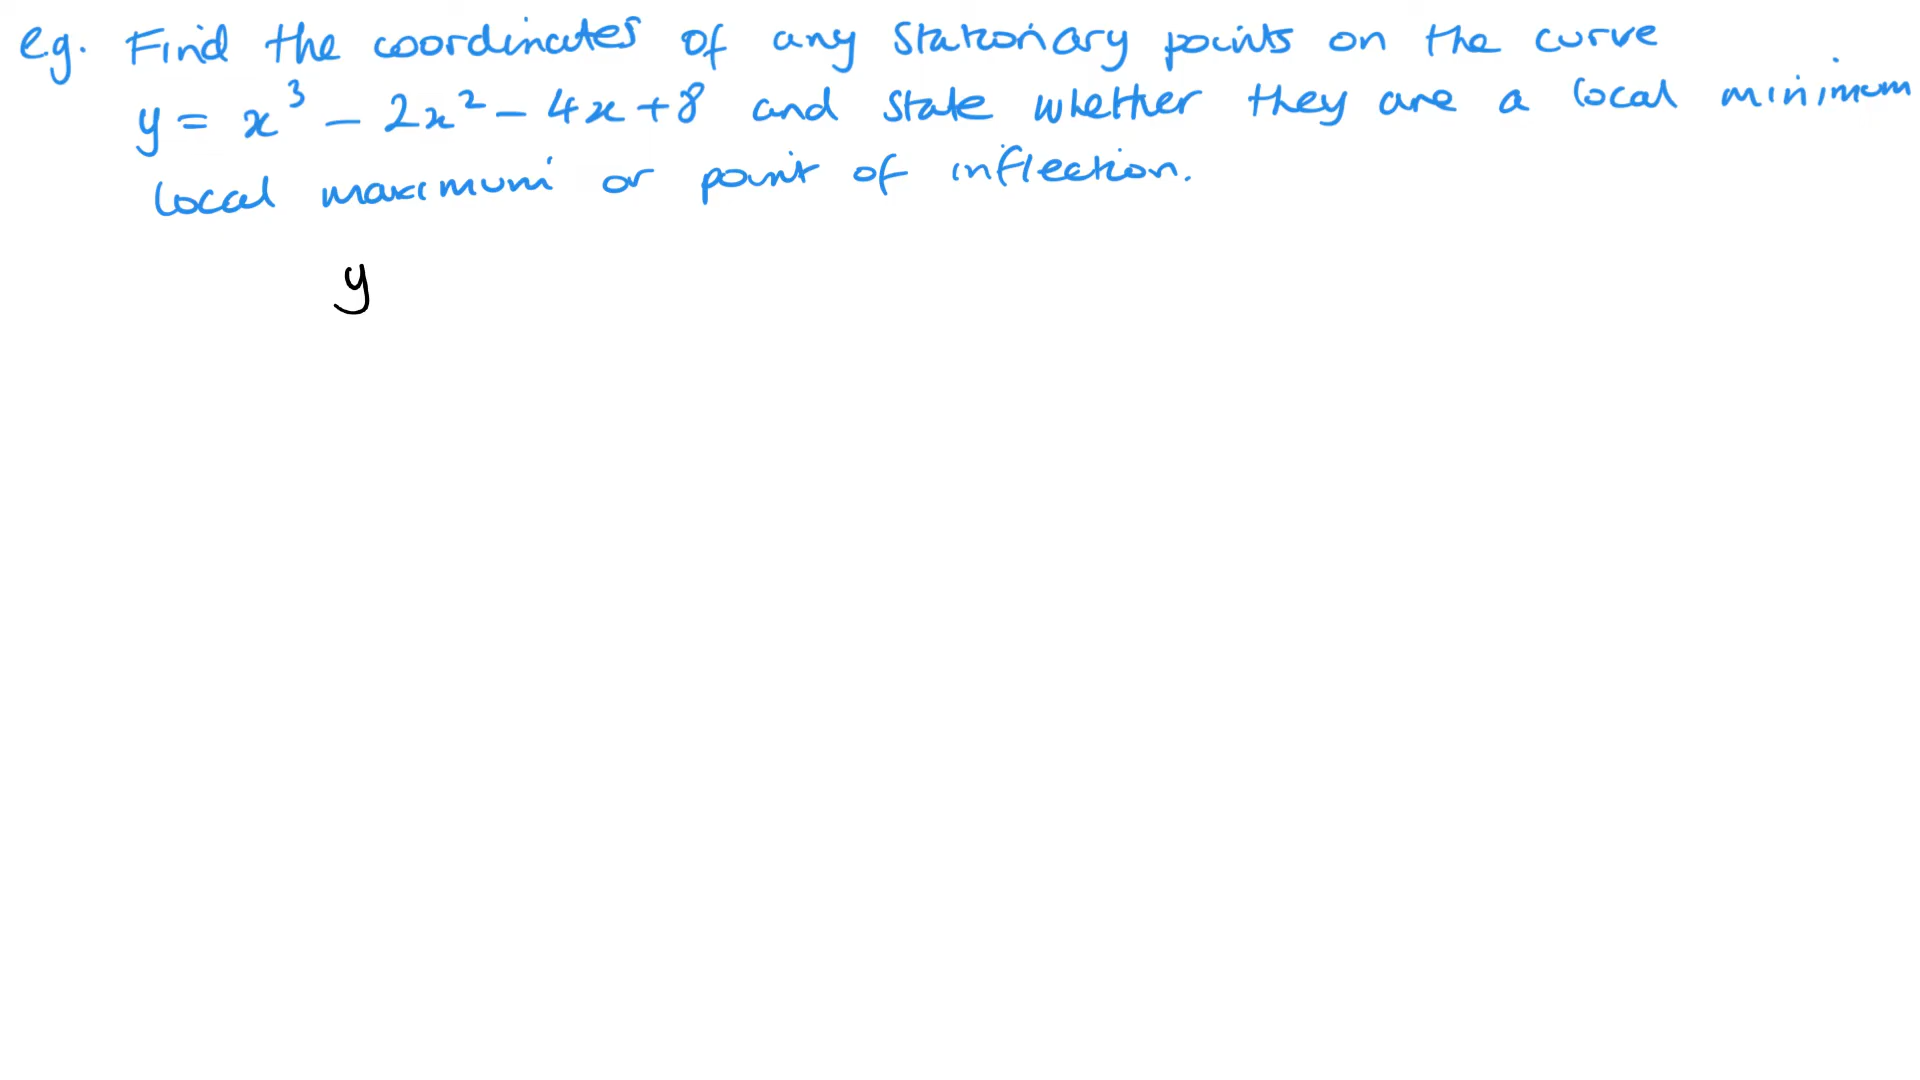 e.g. Find the coordinates of any stationary points on the curve
y = x³ - 2x² - 4x + 8 and state whether they are a local minimum
local maximum or point of inflection.
y